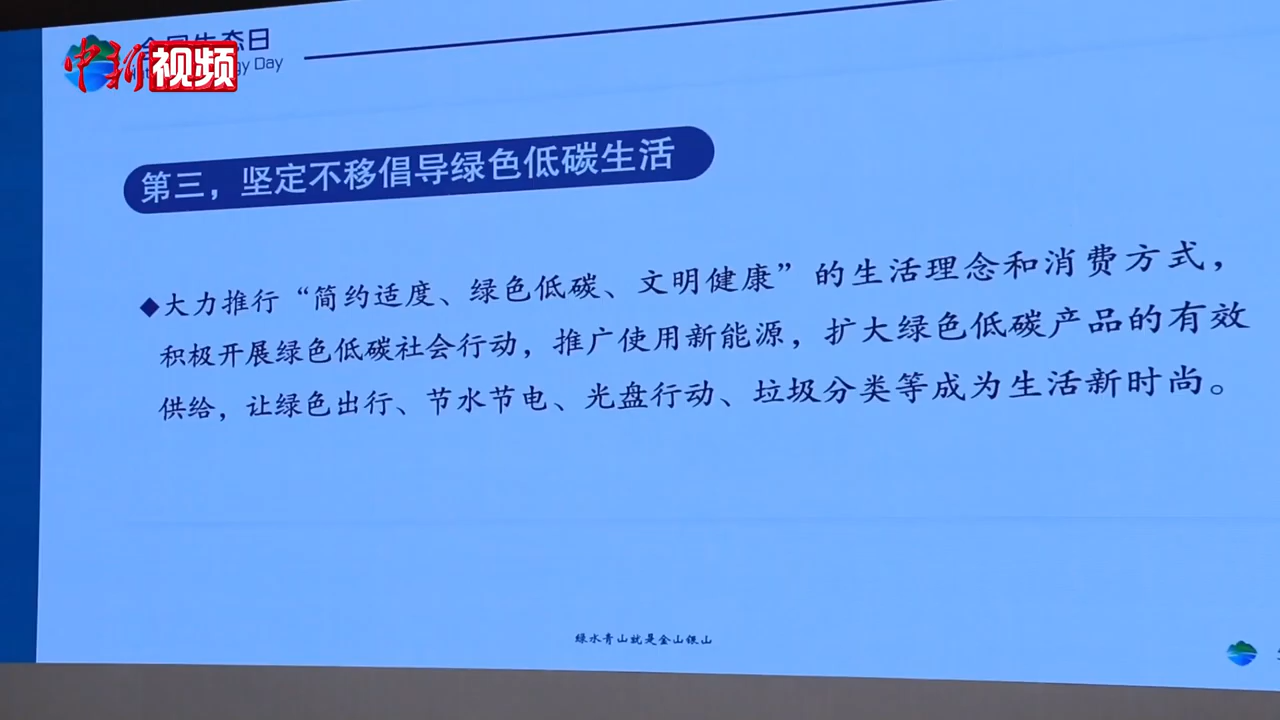 中新视频
生态日
gy Day
第三，坚定不移倡导绿色低碳生活
◆大力推行“简约适度、绿色低碳、文明健康”的生活理念和消费方式，
积极开展绿色低碳社会行动，推广使用新能源，扩大绿色低碳产品的有效
供给，让绿色出行、节水节电、光盘行动、垃圾分类等成为生活新时尚。
绿水青山就是金山银山